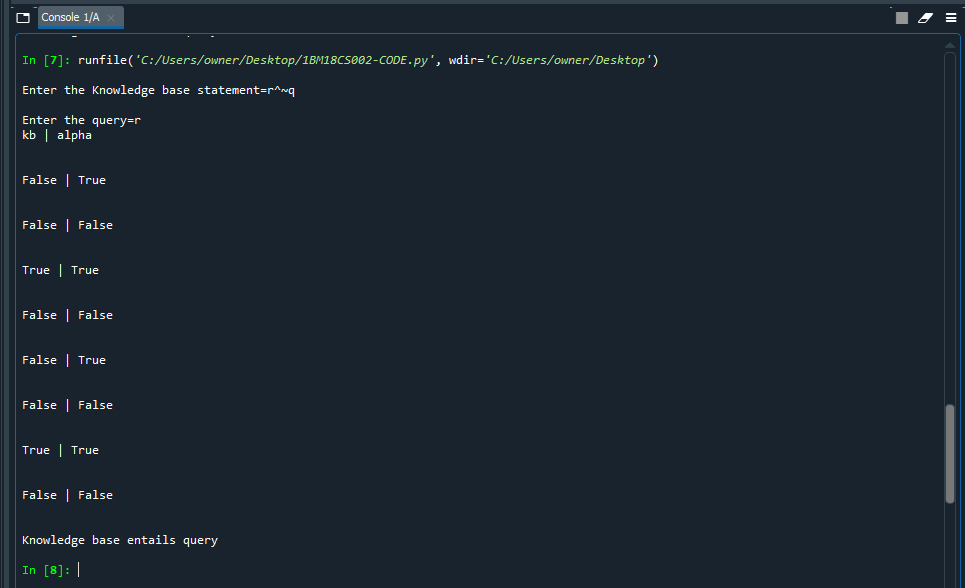 Console 1/A
In [7]: runfile('C:/Users/owner/Desktop/1BM18CS002-CODE.py', wdir='C:/Users/owner/Desktop')
Enter the Knowledge base statement=r^~q
Enter the query=r
kb | alpha
False | True
False | False
True | True
False | False
False | True
False | False
True | True
False | False
Knowledge base entails query
In [8]: